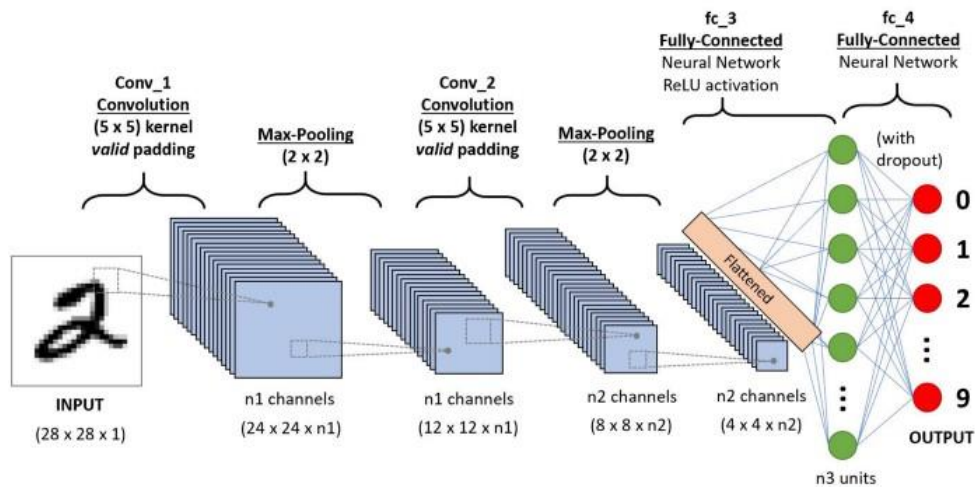 fc_3
Fully-Connected
Neural Network
ReLU activation
fc_4
Fully-Connected
Neural Network
Conv_1
Convolution
(5 x 5) kernel
valid padding
Max-Pooling
(2 x 2)
Conv_2
Convolution
(5 x 5) kernel
valid padding
Max-Pooling
(2 x 2)
(with
dropout)
Flattened
2
0
1
2
...
9
...
INPUT
(28 x 28 x 1)
n1 channels
(24 x 24 x n1)
n1 channels
(12 x 12 x n1)
n2 channels
(8 x 8 x n2)
n2 channels
(4 x 4 x n2)
OUTPUT
n3 units